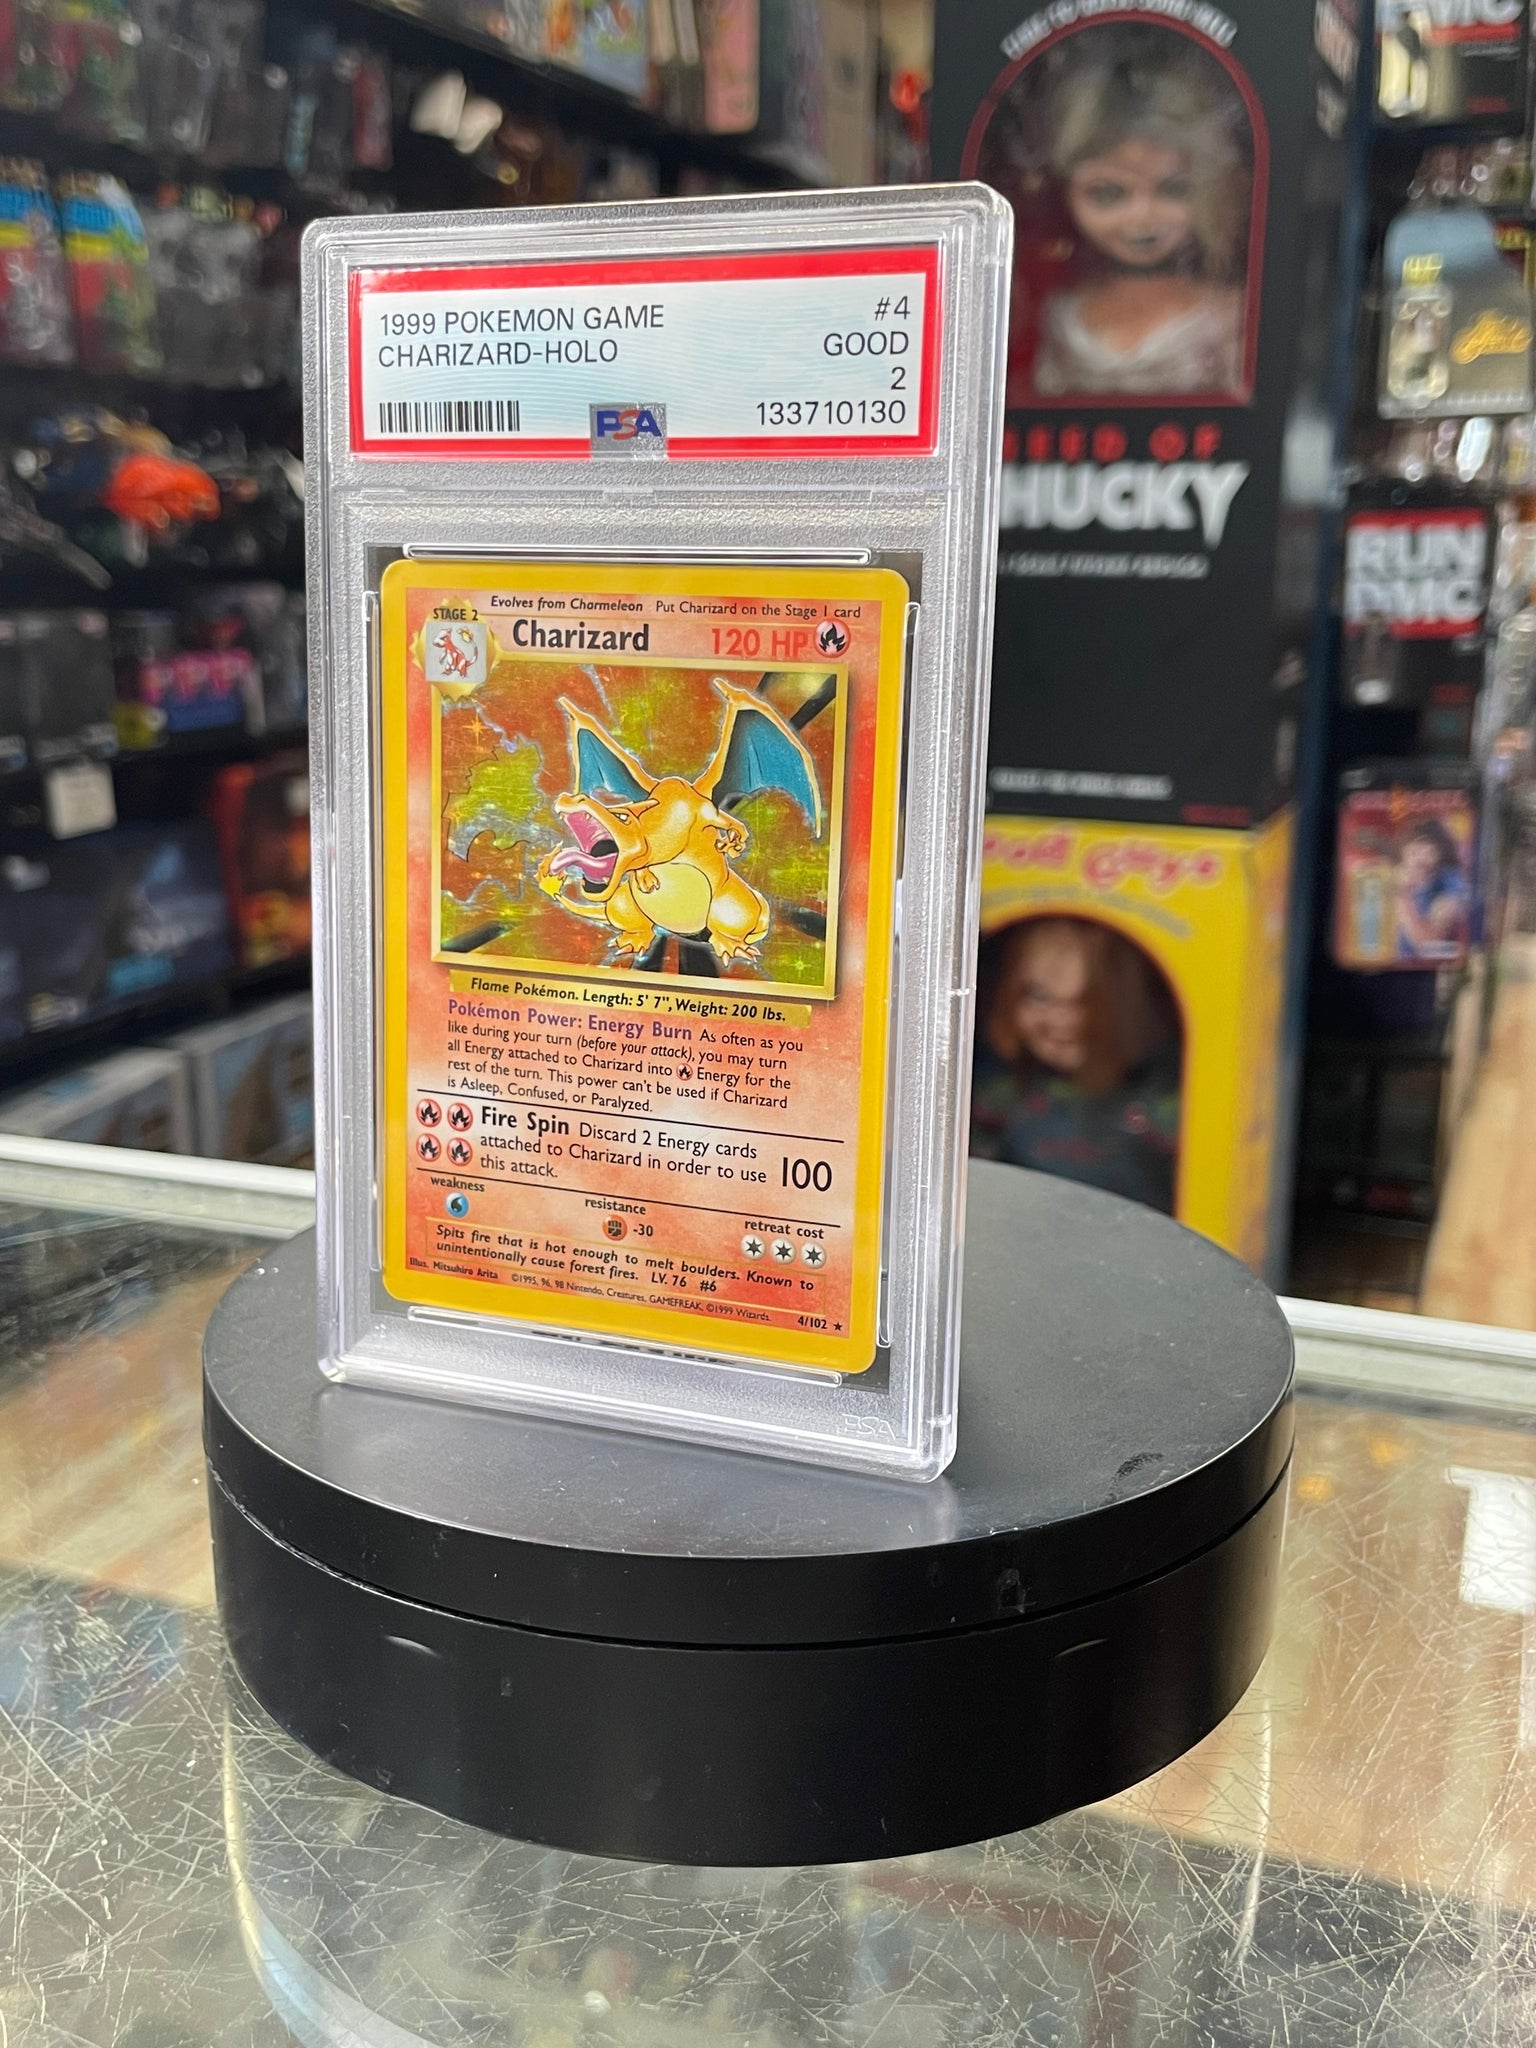 1999 POKEMON GAME #4
CHARIZARD-HOLO GOOD
2
PSA 133710130
STAGE 2
Evolves from Charmeleon Put Charizard on the Stage 1 card
Charizard 120 HP
Flame Pokémon. Length: 5' 7", Weight: 200 lbs.
Pokémon Power: Energy Burn As often as you
like during your turn (before your attack), you may turn
all Energy attached to Charizard into Energy for the
rest of the turn. This power can't be used if Charizard
is Asleep, Confused, or Paralyzed.
Fire Spin Discard 2 Energy cards
attached to Charizard in order to use
this attack.
100
weakness
resistance
retreat cost
-30
Spits fire that is hot enough to melt boulders. Known to
unintentionally cause forest fires. LV. 76 #6
Illus. Mitsuhiro Arita ©1995, 96, 98 Nintendo, Creatures, GAMEFREAK. ©1999 Wizards. 4/102 ★
PSA
SEED OF
HUCKY
RUN
DMC